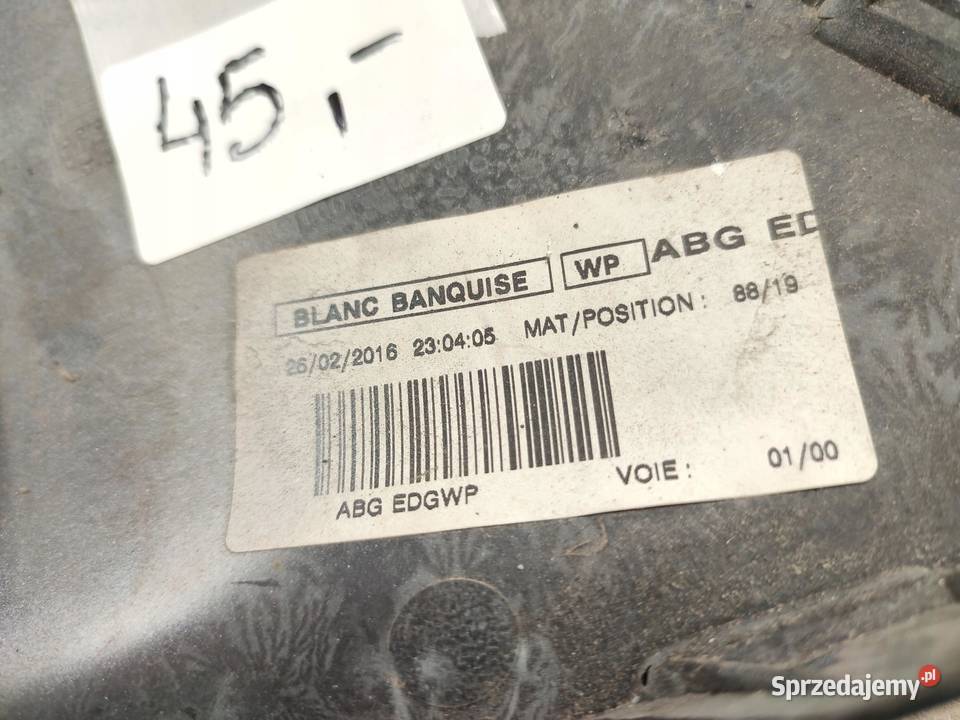 45,-
BLANC BANQUISE WP ABG ED
26/02/2016 23:04:05 MAT/POSITION: 88/19
ABG EDGWP VOIE: 01/00
Sprzedajemy.pl